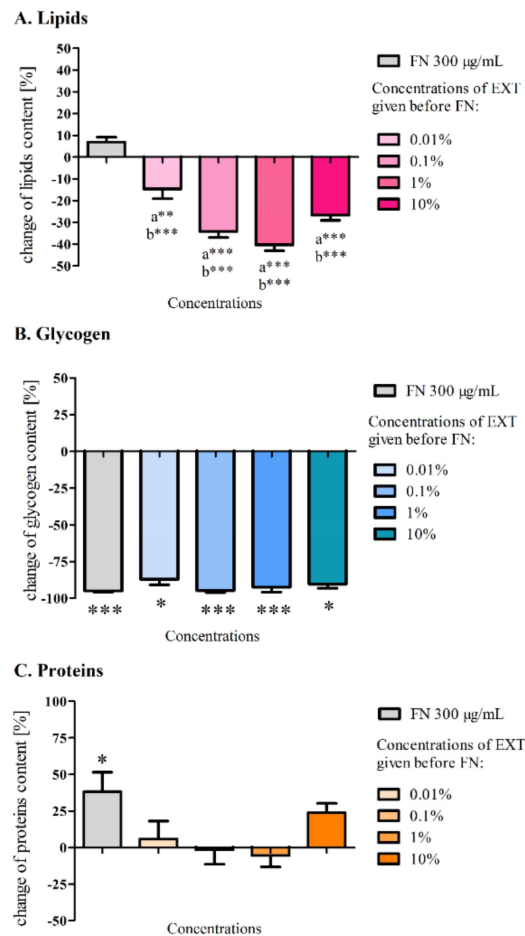 A. Lipids
change of lipids content [%]
50
40
30
20
10
0
-10
-20
-30
-40
-50
a**
b***
a***
b***
a***
b***
a***
b***
Concentrations
FN 300 μg/mL
Concentrations of EXT
given before FN:
0.01%
0.1%
1%
10%
B. Glycogen
change of glycogen content [%]
50
25
0
-25
-50
-75
-100
*** * *** *** *
Concentrations
FN 300 μg/mL
Concentrations of EXT
given before FN:
0.01%
0.1%
1%
10%
C. Proteins
change of proteins content [%]
100
75
50
25
0
-25
-50
*
Concentrations
FN 300 μg/mL
Concentrations of EXT
given before FN:
0.01%
0.1%
1%
10%